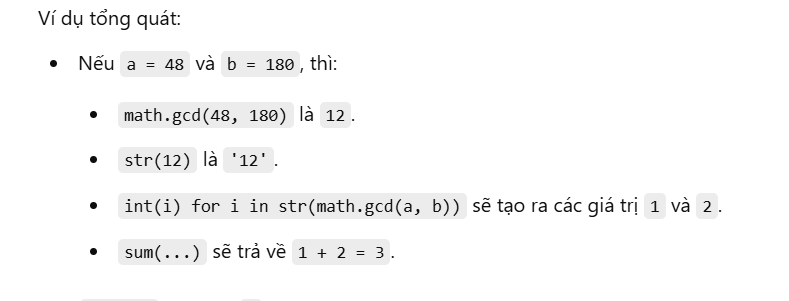 Ví dụ tổng quát:
• Nếu a = 48 và b = 180, thì:
• math.gcd(48, 180) là 12.
• str(12) là '12'.
• int(i) for i in str(math.gcd(a, b)) sẽ tạo ra các giá trị 1 và 2.
• sum(...) sẽ trả về 1 + 2 = 3.